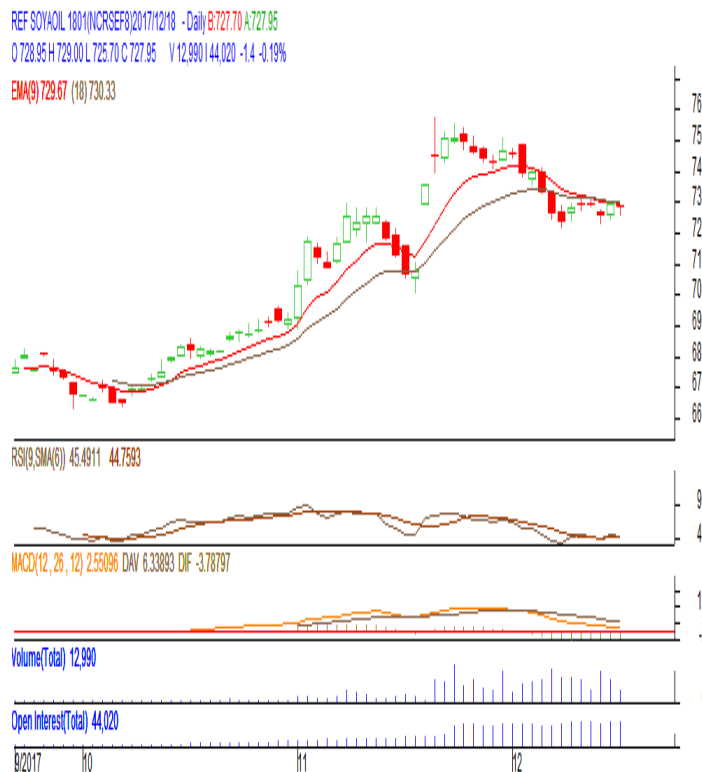 REF SOYAOIL 1801(NCRSEF8)2017/12/18 - Daily B:727.70 A:727.95
O 728.95 H 729.00 L 725.70 C 727.95 V 12,990 I 44,020 -1.4 -0.19%
EMA(9) 729.67 (18) 730.33
76
75
74
73
72
71
70
69
68
67
66
RSI(9,SMA(6)) 45.4911 44.7593
9
4
MACD(12, 26, 12) 2.55096 DAV 6.33893 DIF -3.78797
1
-
Volume(Total) 12,990
Open Interest(Total) 44,020
9/2017 10 11 12